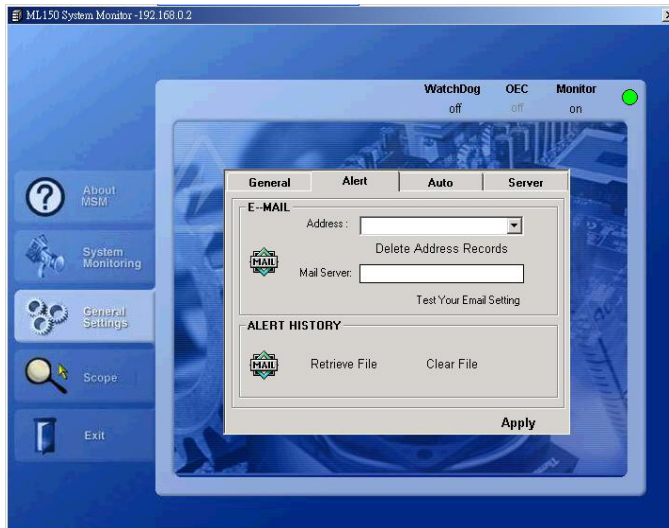 ML150 System Monitor -192.168.0.2
WatchDog OEC Monitor
off off on
About
MSM
System
Monitoring
General
Settings
Scope
Exit
General Alert Auto Server
E--MAIL
Address :
Delete Address Records
MAIL
Mail Server:
Test Your Email Setting
ALERT HISTORY
MAIL
Retrieve File Clear File
Apply